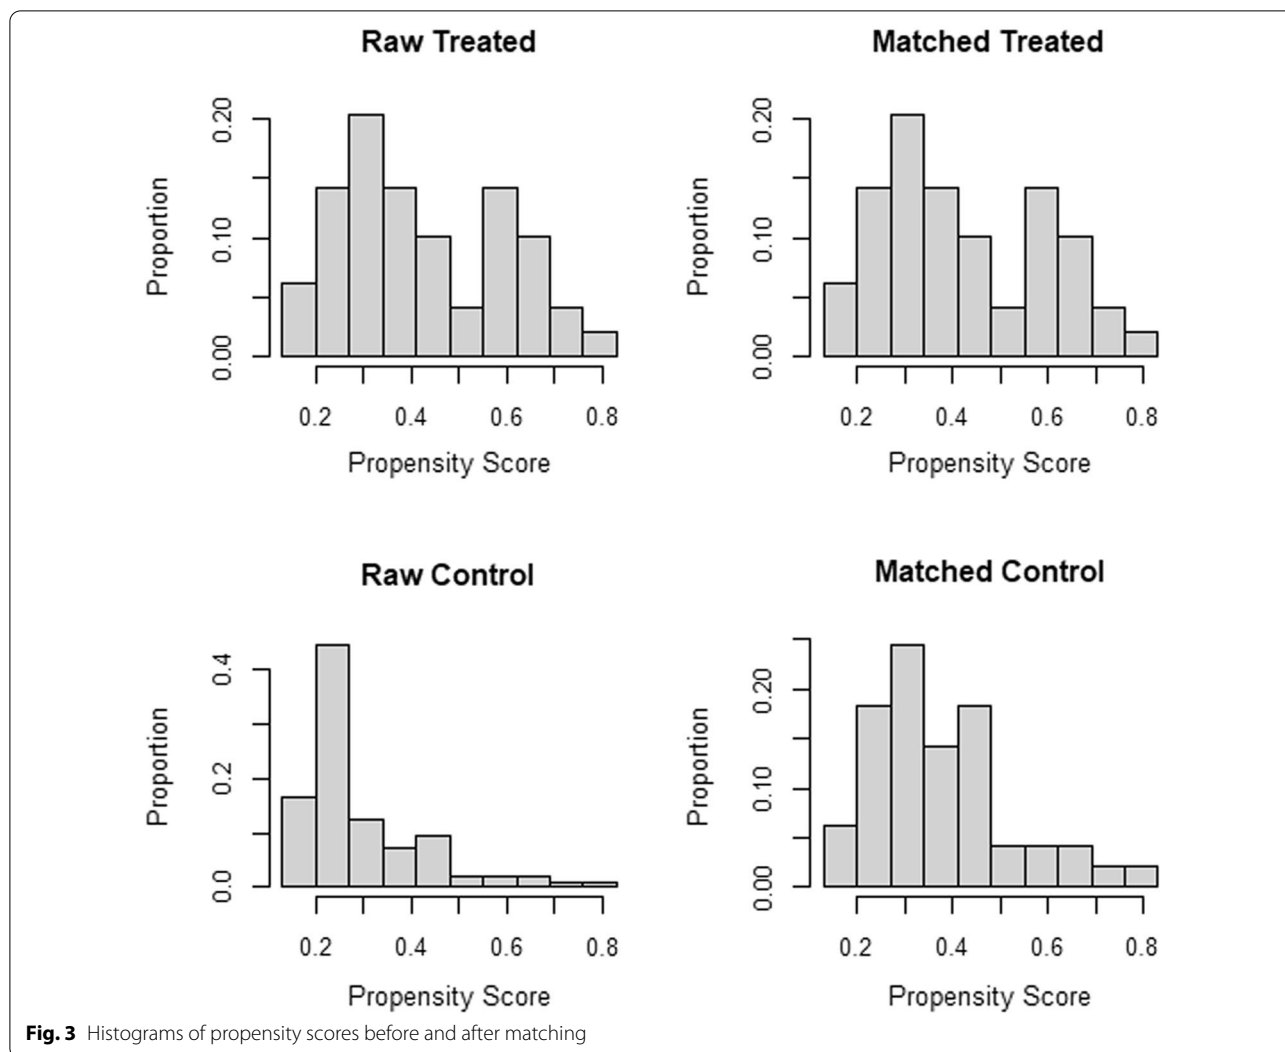 Raw Treated
Proportion
0.20
0.10
0.00
0.2 0.4 0.6 0.8
Propensity Score
Matched Treated
Proportion
0.20
0.10
0.00
0.2 0.4 0.6 0.8
Propensity Score
Raw Control
Proportion
0.4
0.2
0.0
0.2 0.4 0.6 0.8
Propensity Score
Matched Control
Proportion
0.20
0.10
0.00
0.2 0.4 0.6 0.8
Propensity Score
Fig. 3 Histograms of propensity scores before and after matching